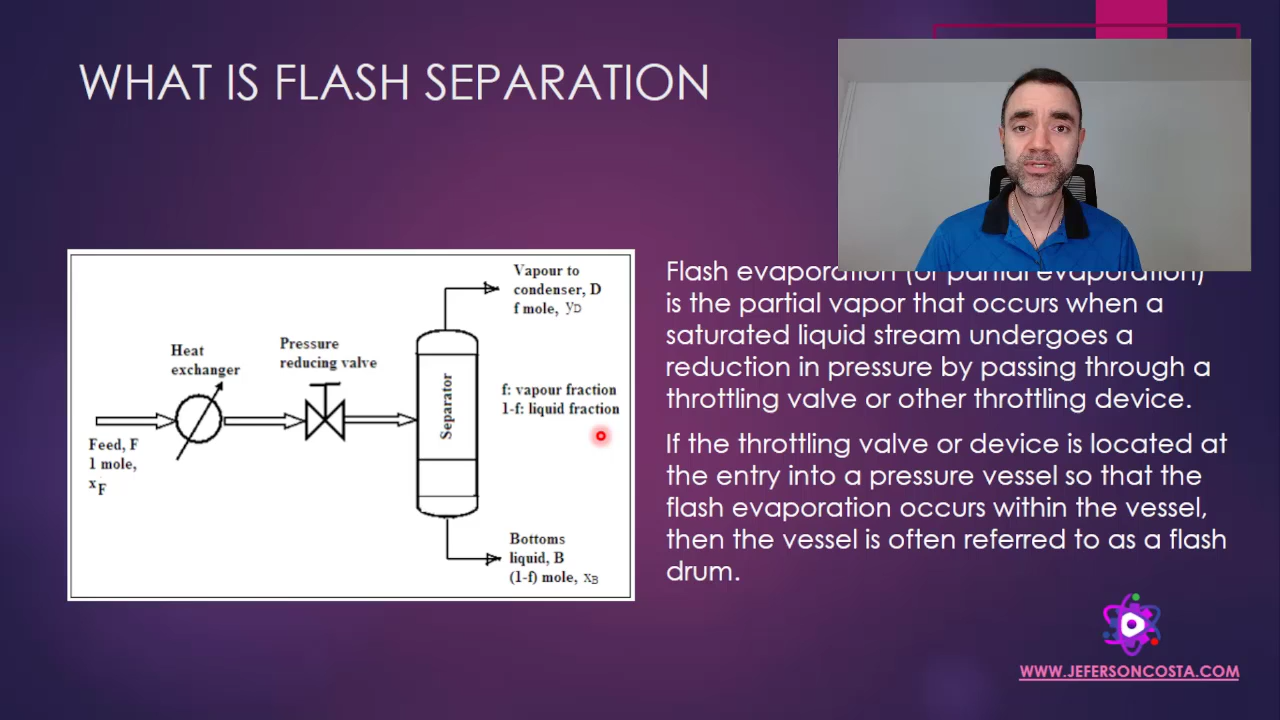 WHAT IS FLASH SEPARATION
Vapour to
condenser, D
f mole, yD
Heat
exchanger
Pressure
reducing valve
Separator
f: vapour fraction
1-f: liquid fraction
Feed, F
1 mole,
xF
Bottoms
liquid, B
(1-f) mole, xB
Flash evaporation (or partial evaporation)
is the partial vapor that occurs when a
saturated liquid stream undergoes a
reduction in pressure by passing through a
throttling valve or other throttling device.
If the throttling valve or device is located at
the entry into a pressure vessel so that the
flash evaporation occurs within the vessel,
then the vessel is often referred to as a flash
drum.
WWW.JEFERSONCOSTA.COM